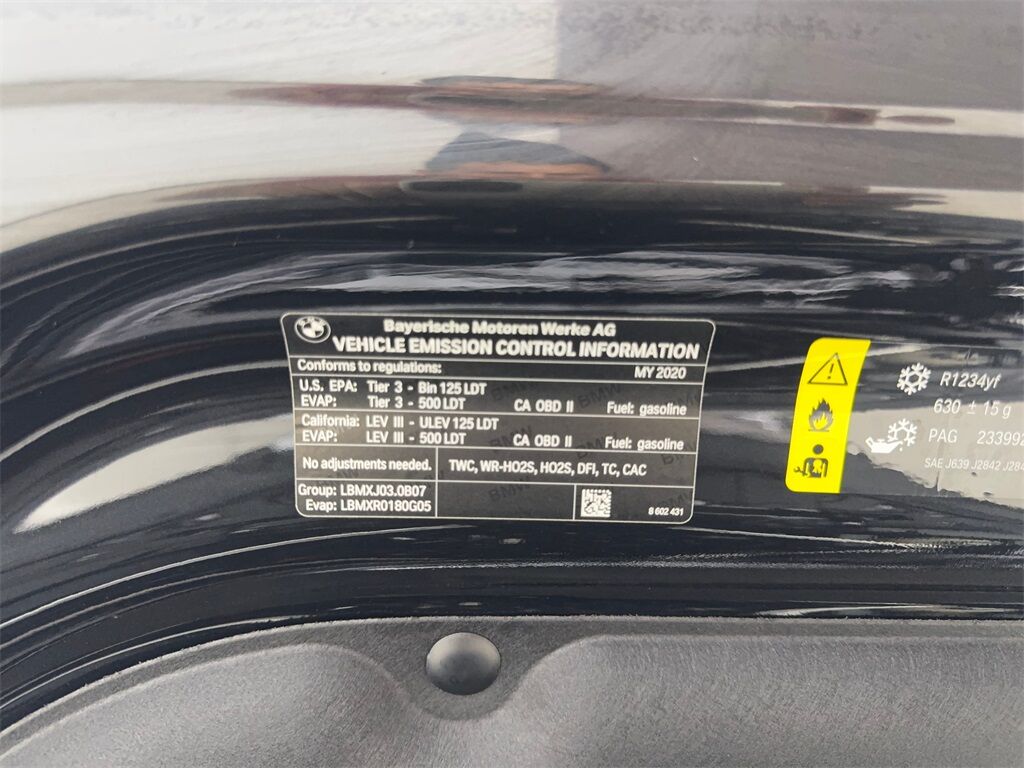 Bayerische Motoren Werke AG
VEHICLE EMISSION CONTROL INFORMATION
Conforms to regulations: MY 2020
U.S. EPA: Tier 3 - Bin 125 LDT
EVAP: Tier 3 - 500 LDT CA OBD II Fuel: gasoline
California: LEV III - ULEV 125 LDT
EVAP: LEV III - 500 LDT CA OBD II Fuel: gasoline
No adjustments needed. TWC, WR-HO2S, HO2S, DFI, TC, CAC
Group: LBMXJ03.0B07
Evap: LBMXR0180G05
8 602 431
R1234yf
630 ± 15 g
PAG 233992
SAE J639 J2842